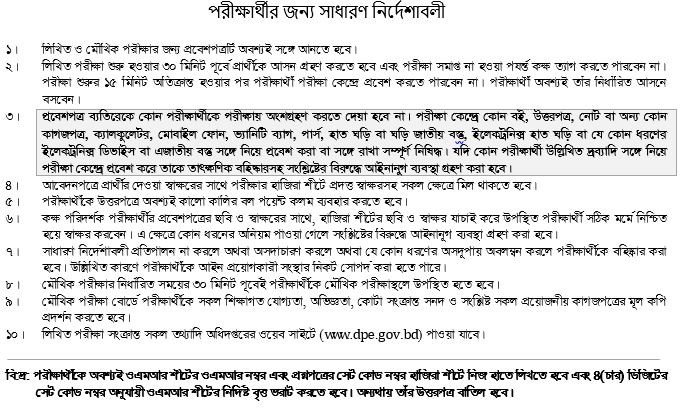 পরীক্ষার্থীর জন্য সাধারণ নির্দেশাবলী
১। লিখিত ও মৌখিক পরীক্ষার জন্য প্রবেশপত্রটি অবশ্যই সঙ্গে আনতে হবে।
২। লিখিত পরীক্ষা শুরু হওয়ার ৩০ মিনিট পূর্বে প্রার্থীকে আসন গ্রহণ করতে হবে এবং পরীক্ষা সমাপ্ত না হওয়া পর্যন্ত কক্ষ ত্যাগ করতে পারবেন না।
পরীক্ষা শুরুর ১৫ মিনিট অতিক্রান্ত হওয়ার পর পরীক্ষার্থী পরীক্ষা কেন্দ্রে প্রবেশ করতে পারবেন না। পরীক্ষার্থী অবশ্যই তাঁর নির্ধারিত আসনে
বসবেন।
৩। প্রবেশপত্র ব্যতিরেকে কোন পরীক্ষার্থীকে পরীক্ষায় অংশগ্রহণ করতে দেয়া হবে না। পরীক্ষা কেন্দ্রে কোন বই, উত্তরপত্র, নোট বা অন্য কোন
কাগজপত্র, ক্যালকুলেটর, মোবাইল ফোন, ভ্যানিটি ব্যাগ, পার্স, হাত ঘড়ি বা ঘড়ি জাতীয় বস্তু, ইলেকট্রনিক্স হাত ঘড়ি বা যে কোন ধরণের
ইলেকট্রনিক্স ডিভাইস বা এজাতীয় বস্তু সঙ্গে নিয়ে প্রবেশ করা বা সঙ্গে রাখা সম্পূর্ণ নিষিদ্ধ। যদি কোন পরীক্ষার্থী উল্লিখিত দ্রব্যাদি সঙ্গে নিয়ে
পরীক্ষা কেন্দ্রে প্রবেশ করে তাকে তাৎক্ষণিক বহিষ্কারসহ সংশ্লিষ্টের বিরুদ্ধে আইনানুগ ব্যবস্থা গ্রহণ করা হবে।
৪। আবেদনপত্রে প্রার্থীর দেওয়া স্বাক্ষরের সাথে পরীক্ষার হাজিরা শীটে প্রদত্ত স্বাক্ষরসহ সকল ক্ষেত্রে মিল থাকতে হবে।
৫। পরীক্ষার্থীকে উত্তরপত্রে অবশ্যই কালো কালির বল পয়েন্ট কলম ব্যবহার করতে হবে।
৬। কক্ষ পরিদর্শক পরীক্ষার্থীর প্রবেশপত্রের ছবি ও স্বাক্ষরের সাথে, হাজিরা শীটের ছবি ও স্বাক্ষর যাচাই করে উপস্থিত পরীক্ষার্থী সঠিক মর্মে নিশ্চিত
হয়ে স্বাক্ষর করবেন। এ ক্ষেত্রে কোন ধরনের অনিয়ম পাওয়া গেলে সংশ্লিষ্টের বিরুদ্ধে আইনানুগ ব্যবস্থা গ্রহণ করা হবে।
৭। সাধারণ নির্দেশাবলী প্রতিপালন না করলে অথবা অসদাচারণ করলে অথবা যে কোন ধরণের অসদুপায় অবলম্বন করলে পরীক্ষার্থীকে বহিষ্কার করা
হবে। উল্লিখিত কারণে পরীক্ষার্থীকে আইন প্রয়োগকারী সংস্থার নিকট সোপর্দ করা হতে পারে।
৮। মৌখিক পরীক্ষার নির্ধারিত সময়ের ৩০ মিনিট পূর্বেই পরীক্ষার্থীকে মৌখিক পরীক্ষাস্থলে উপস্থিত হতে হবে।
৯। মৌখিক পরীক্ষা বোর্ডে পরীক্ষার্থীকে সকল শিক্ষাগত যোগ্যতা, অভিজ্ঞতা, কোটা সংক্রান্ত সনদ ও সংশ্লিষ্ট সকল প্রয়োজনীয় কাগজপত্রের মূল কপি
প্রদর্শন করতে হবে।
১০। লিখিত পরীক্ষা সংক্রান্ত সকল তথ্যাদি অধিদপ্তরের ওয়েব সাইটে (www.dpe.gov.bd) পাওয়া যাবে।
বি:দ্র: পরীক্ষার্থীকে অবশ্যই ওএমআর শীটের ওএমআর নম্বর এবং প্রশ্নপত্রের সেট কোড নম্বর হাজিরা শীটে নিজ হাতে লিখতে হবে এবং ৪(চার) ডিজিটের
সেট কোড নম্বর অনুযায়ী ওএমআর শীটের নির্দিষ্ট বৃত্ত ভরাট করতে হবে। অন্যথায় তাঁর উত্তরপত্র বাতিল হবে।